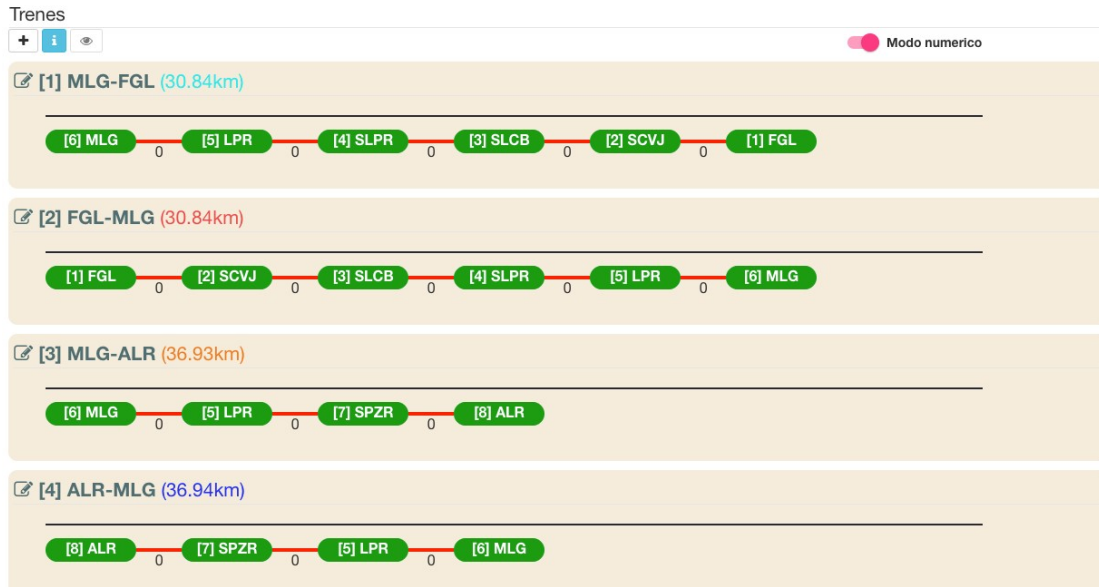 Trenes
Modo numerico
[1] MLG-FGL (30.84km)
[6] MLG [5] LPR [4] SLPR [3] SLCB [2] SCVJ [1] FGL
0 0 0 0 0
[2] FGL-MLG (30.84km)
[1] FGL [2] SCVJ [3] SLCB [4] SLPR [5] LPR [6] MLG
0 0 0 0 0
[3] MLG-ALR (36.93km)
[6] MLG [5] LPR [7] SPZR [8] ALR
0 0 0
[4] ALR-MLG (36.94km)
[8] ALR [7] SPZR [5] LPR [6] MLG
0 0 0